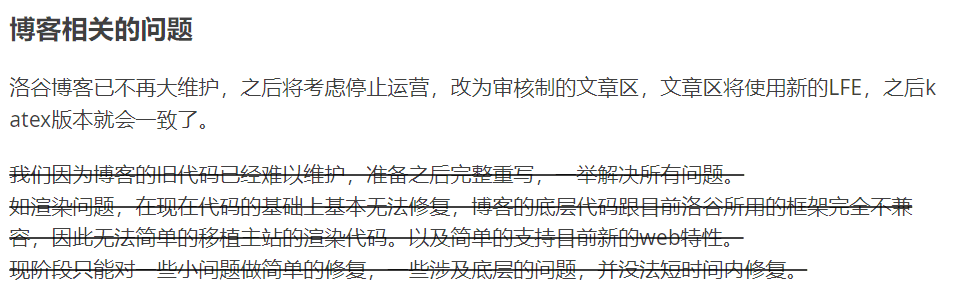 博客相关的问题
洛谷博客已不再大维护，之后将考虑停止运营，改为审核制的文章区，文章区将使用新的LFE，之后k
atex版本就会一致了。
我们因为博客的旧代码已经难以维护，准备之后完整重写，一举解决所有问题。
如渲染问题，在现在代码的基础上基本无法修复，博客的底层代码跟目前洛谷所用的框架完全不兼
容，因此无法简单的移植主站的渲染代码。以及简单的支持目前新的web特性。
现阶段只能对一些小问题做简单的修复，一些涉及底层的问题，并没法短时间内修复。